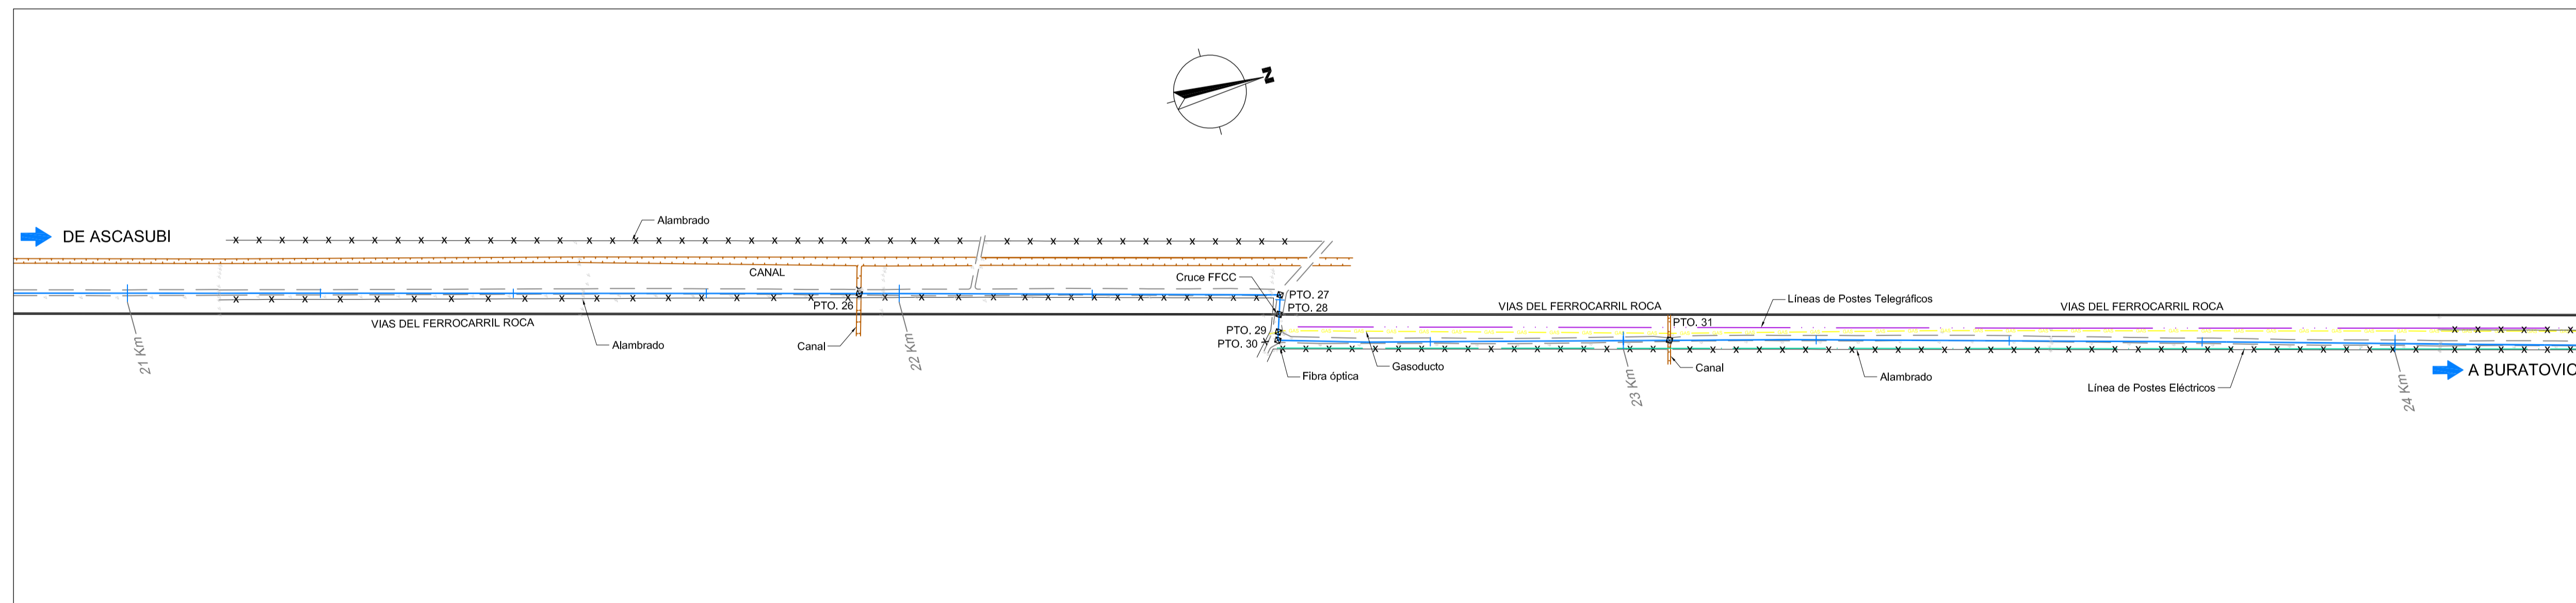 N
Alambrado
DE ASCASUBI
CANAL
Cruce FFCC
PTO. 27
PTO. 26
PTO. 28
VIAS DEL FERROCARRIL ROCA
Líneas de Postes Telegráficos
VIAS DEL FERROCARRIL ROCA
VIAS DEL FERROCARRIL ROCA
PTO. 31
PTO. 29
Alambrado
Canal
PTO. 30
21 Km
22 Km
Fibra óptica
Gasoducto
23 Km
Canal
Alambrado
Línea de Postes Eléctricos
24 Km
A BURATOVIC